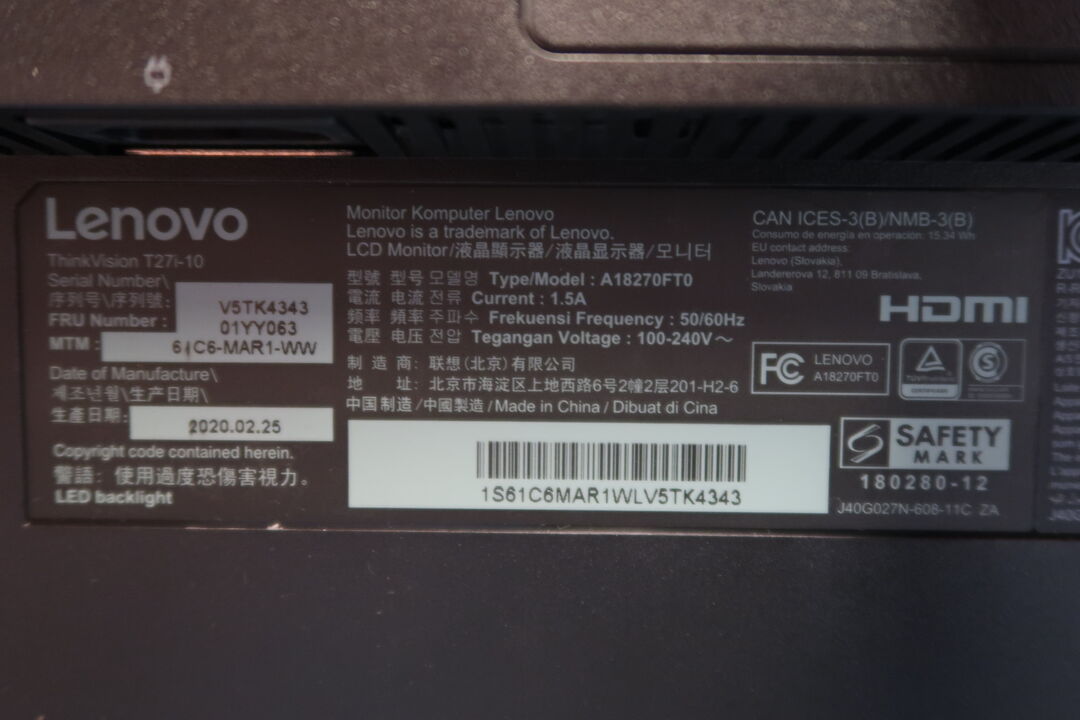 Lenovo
ThinkVision T27i-10
Serial Number\
序列号\序列號: V5TK4343
FRU Number : 01YY063
MTM : 61C6-MAR1-WW
Date of Manufacture\
제조년월\生产日期\
生產日期: 2020.02.25
Copyright code contained herein.
警語: 使用過度恐傷害視力。
LED backlight
Monitor Komputer Lenovo
Lenovo is a trademark of Lenovo.
LCD Monitor/液晶顯示器/液晶显示器/모니터
型號 型号 모델명 Type/Model : A18270FT0
電流 电流 전류 Current : 1.5A
頻率 频率 주파수 Frekuensi Frequency : 50/60Hz
電壓 电压 전압 Tegangan Voltage : 100-240V～
制 造 商: 联想(北京)有限公司
地 址: 北京市海淀区上地西路6号2幢2层201-H2-6
中国制造/中國製造/Made in China / Dibuat di Cina
1S61C6MAR1WLV5TK4343
CAN ICES-3(B)/NMB-3(B)
Consumo de energía en operación: 15.34 Wh
EU contact address:
Lenovo (Slovakia),
Landererova 12, 811 09 Bratislava,
Slovakia
HDMI
FC LENOVO
A18270FT0
S
SAFETY
MARK
180280-12
J40G027N-608-11C ZA